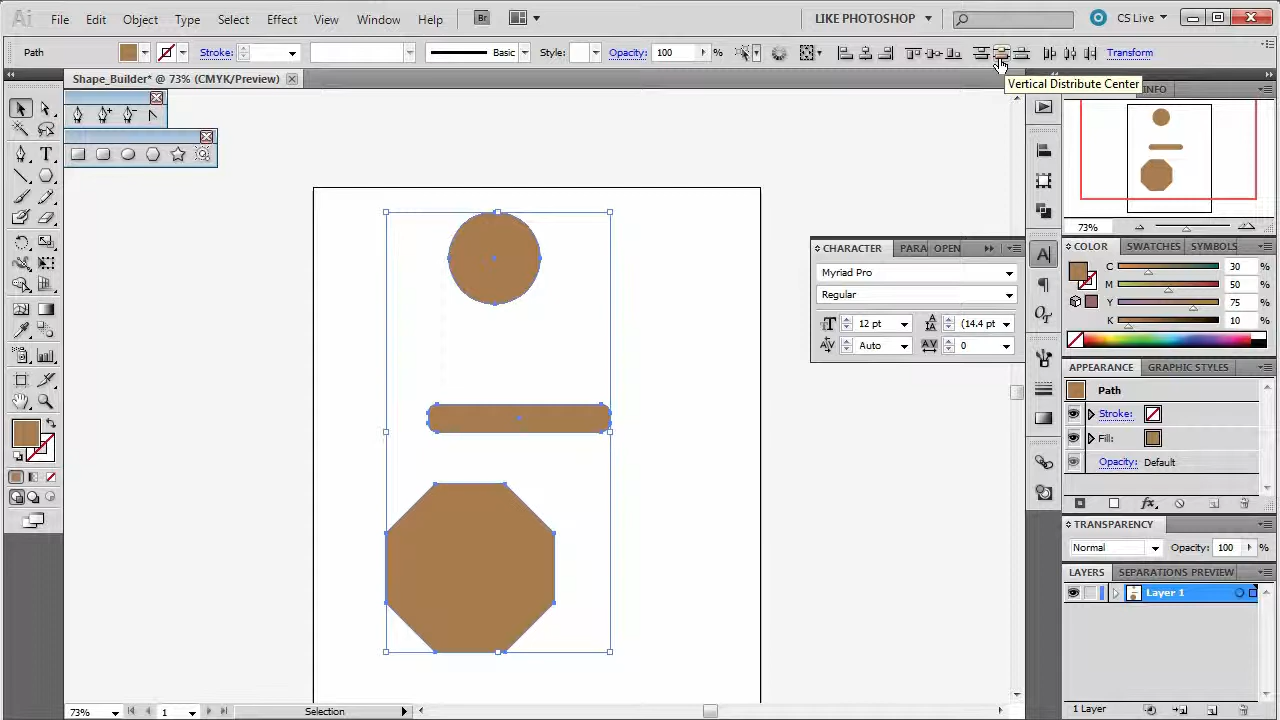 Ai File Edit Object Type Select Effect View Window Help Br LIKE PHOTOSHOP CS Live
Path Stroke: Basic Style: Opacity: 100 Transform
Shape_Builder* @ 73% (CMYK/Preview)
Vertical Distribute Center
INFO
73%
CHARACTER PARA OPEN
Myriad Pro
Regular
12 pt (14.4 pt
Auto 0
COLOR SWATCHES SYMBOLS
C 30 %
M 50 %
Y 75 %
K 10 %
APPEARANCE GRAPHIC STYLES
Path
Stroke:
Fill:
Opacity: Default
fx
TRANSPARENCY
Normal Opacity: 100 %
LAYERS SEPARATIONS PREVIEW
Layer 1
1 Layer
73% 1 Selection